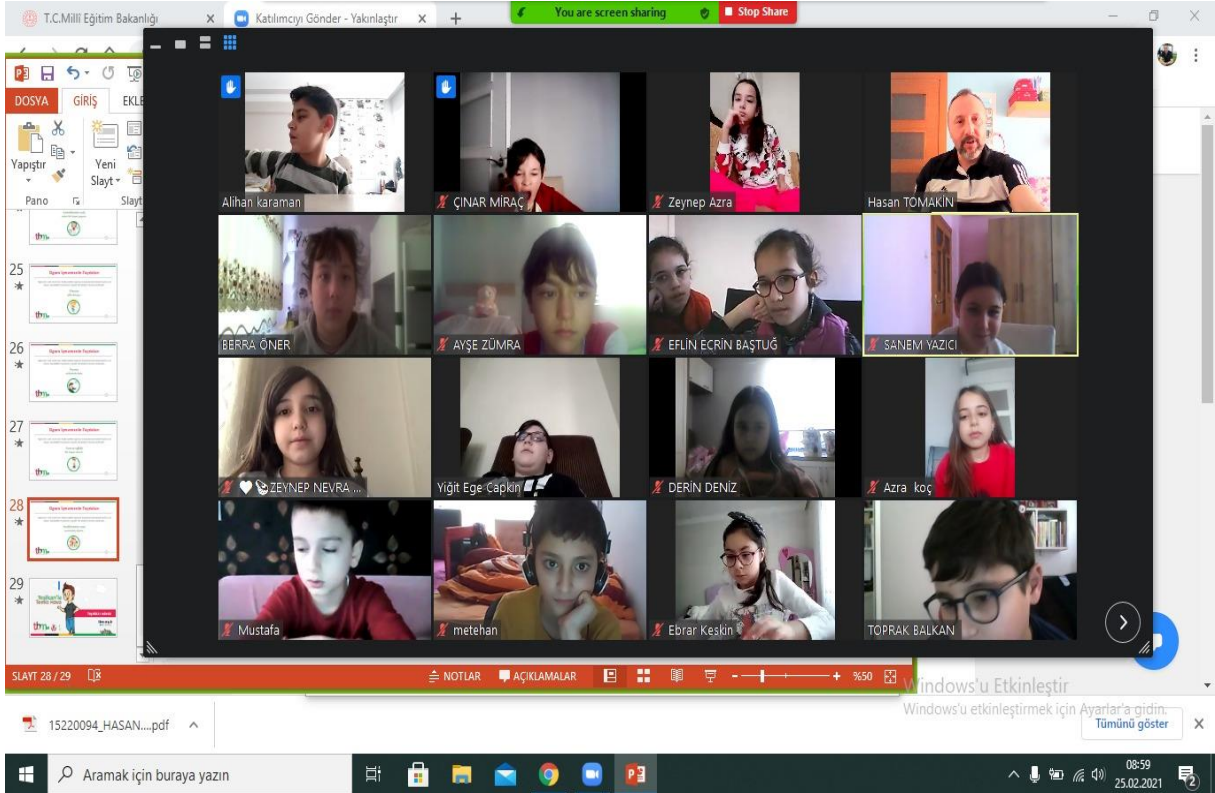 T.C.Millî Eğitim Bakanlığı
Katılımcıyı Gönder - Yakınlaştır
You are screen sharing
Stop Share
DOSYA
GİRİŞ
EKLE
Yapıştır
Yeni
Slayt
Pano
Slayt
25
26
27
28
29
Alihan karaman
ÇINAR MİRAÇ
Zeynep Azra
Hasan TOMAKİN
BERRA ÖNER
AYŞE ZÜMRA
EFLİN ECRİN BAŞTUĞ
SANEM YAZICI
ZEYNEP NEVRA ...
Yiğit Ege Çapkın
DERİN DENİZ
Azra koç
Mustafa
metehan
Ebrar Keskin
TOPRAK BALKAN
SLAYT 28 / 29
NOTLAR
AÇIKLAMALAR
%50
Windows'u Etkinleştir
Windows'u etkinleştirmek için Ayarlar'a gidin.
15220094_HASAN....pdf
Tümünü göster
Aramak için buraya yazın
08:59
25.02.2021
2